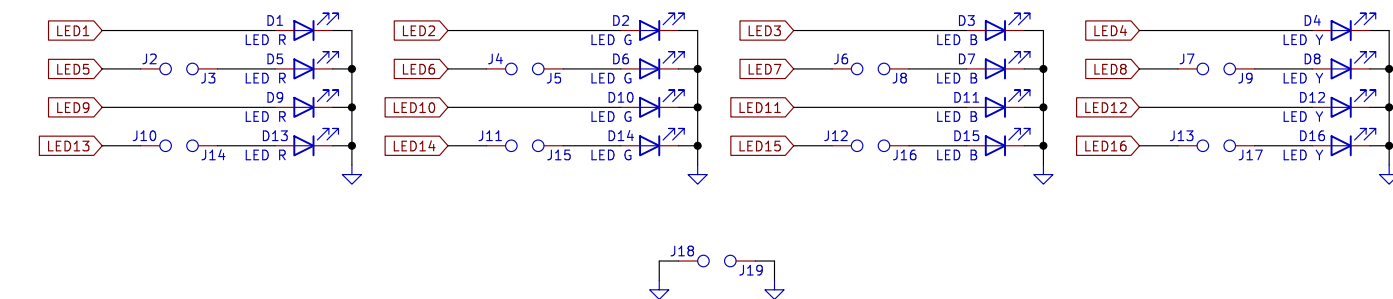 D1 D2 D3 D4
LED1 LED2 LED3 LED4
LED R LED G LED B LED Y
J2 D5 J4 D6 J6 D7 J7 D8
LED5 LED6 LED7 LED8
J3 LED R J5 LED G J8 LED B J9 LED Y
D9 D10 D11 D12
LED9 LED10 LED11 LED12
LED R LED G LED B LED Y
J10 D13 J11 D14 J12 D15 J13 D16
LED13 LED14 LED15 LED16
J14 LED R J15 LED G J16 LED B J17 LED Y
J18
J19